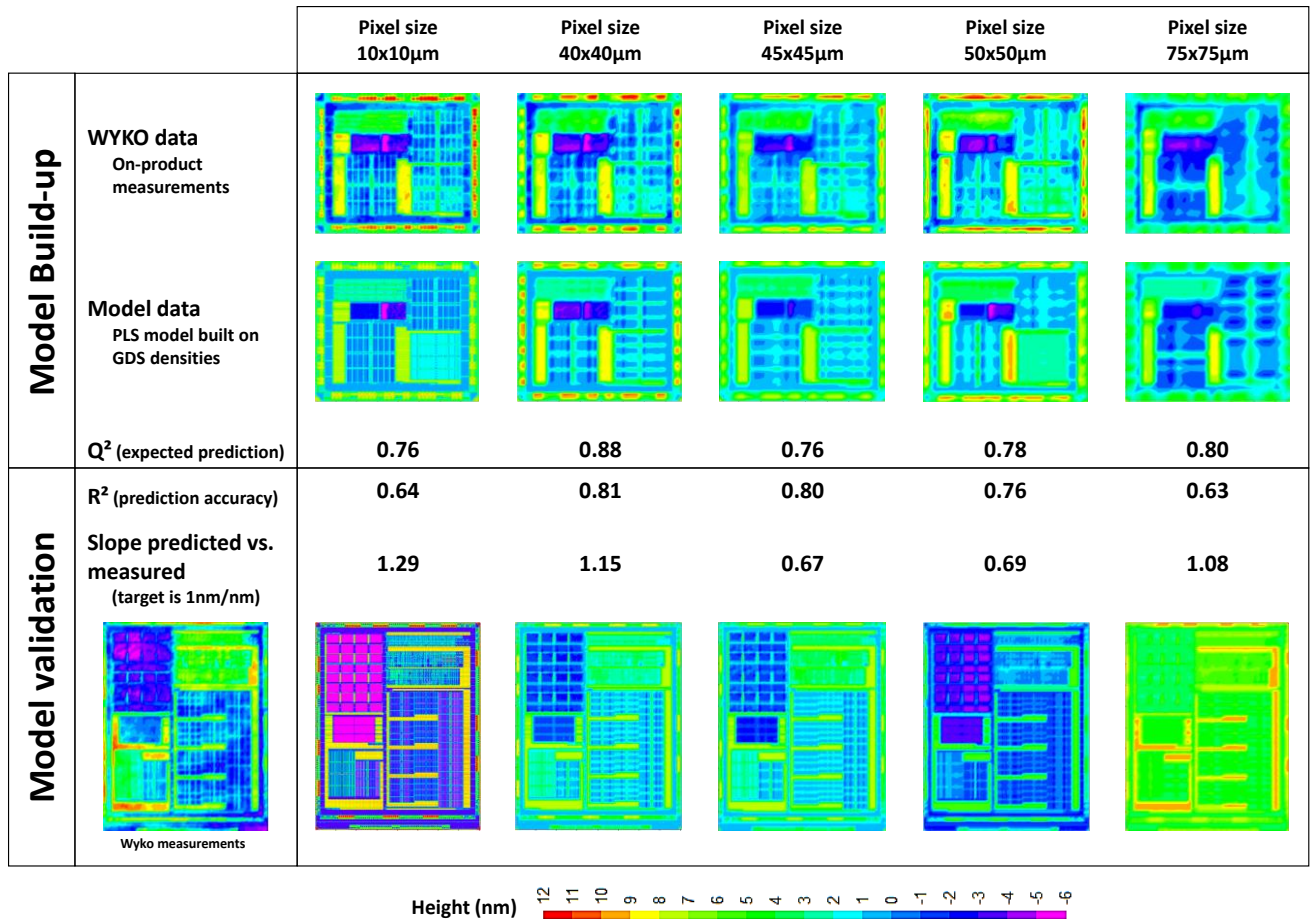 Pixel size
10x10µm
Pixel size
40x40µm
Pixel size
45x45µm
Pixel size
50x50µm
Pixel size
75x75µm
Model Build-up
WYKO data
On-product
measurements
Model data
PLS model built on
GDS densities
Q² (expected prediction) 0.76 0.88 0.76 0.78 0.80
Model validation
R² (prediction accuracy) 0.64 0.81 0.80 0.76 0.63
Slope predicted vs.
measured 1.29 1.15 0.67 0.69 1.08
(target is 1nm/nm)
Wyko measurements
Height (nm) 12 11 10 9 8 7 6 5 4 3 2 1 0 -1 -2 -3 -4 -5 -6